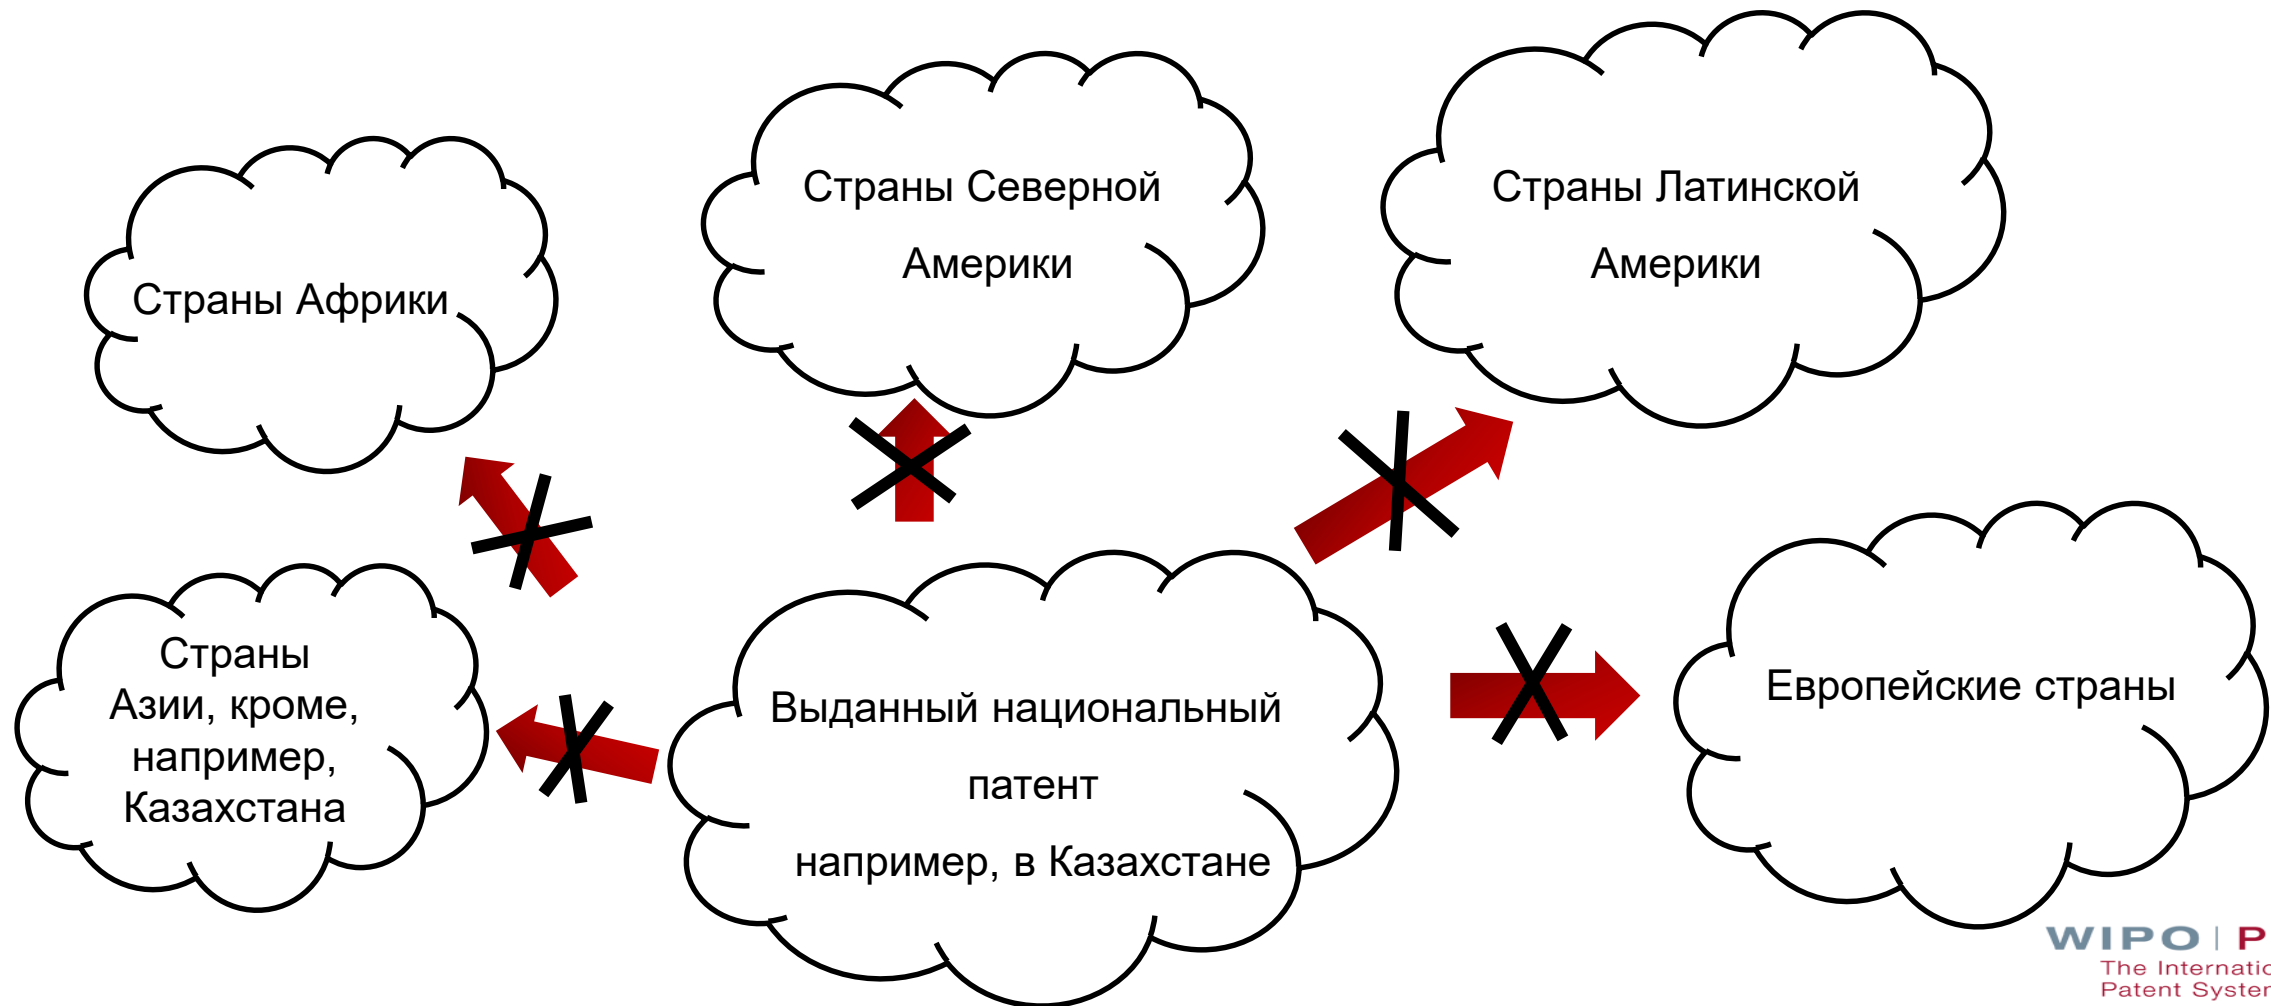 Страны Африки
Страны Северной
Америки
Страны Латинской
Америки
Страны
Азии, кроме,
например,
Казахстана
Выданный национальный
патент
например, в Казахстане
Европейские страны
WIPO | P
The Internatio
Patent System